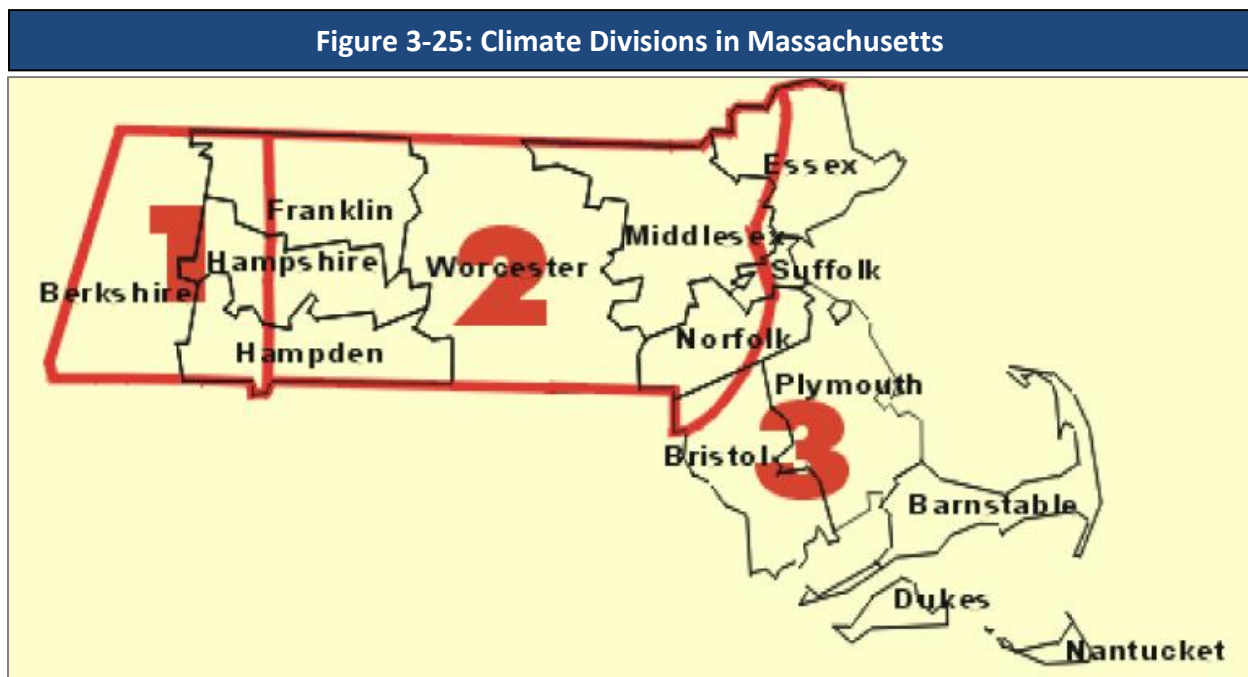 Figure 3-25: Climate Divisions in Massachusetts
Essex
1
Franklin
2
Middlesex
Hampshire
Worcester
Suffolk
Berkshire
Hampden
Norfolk
Plymouth
3
Bristol
Barnstable
Dukes
Nantucket